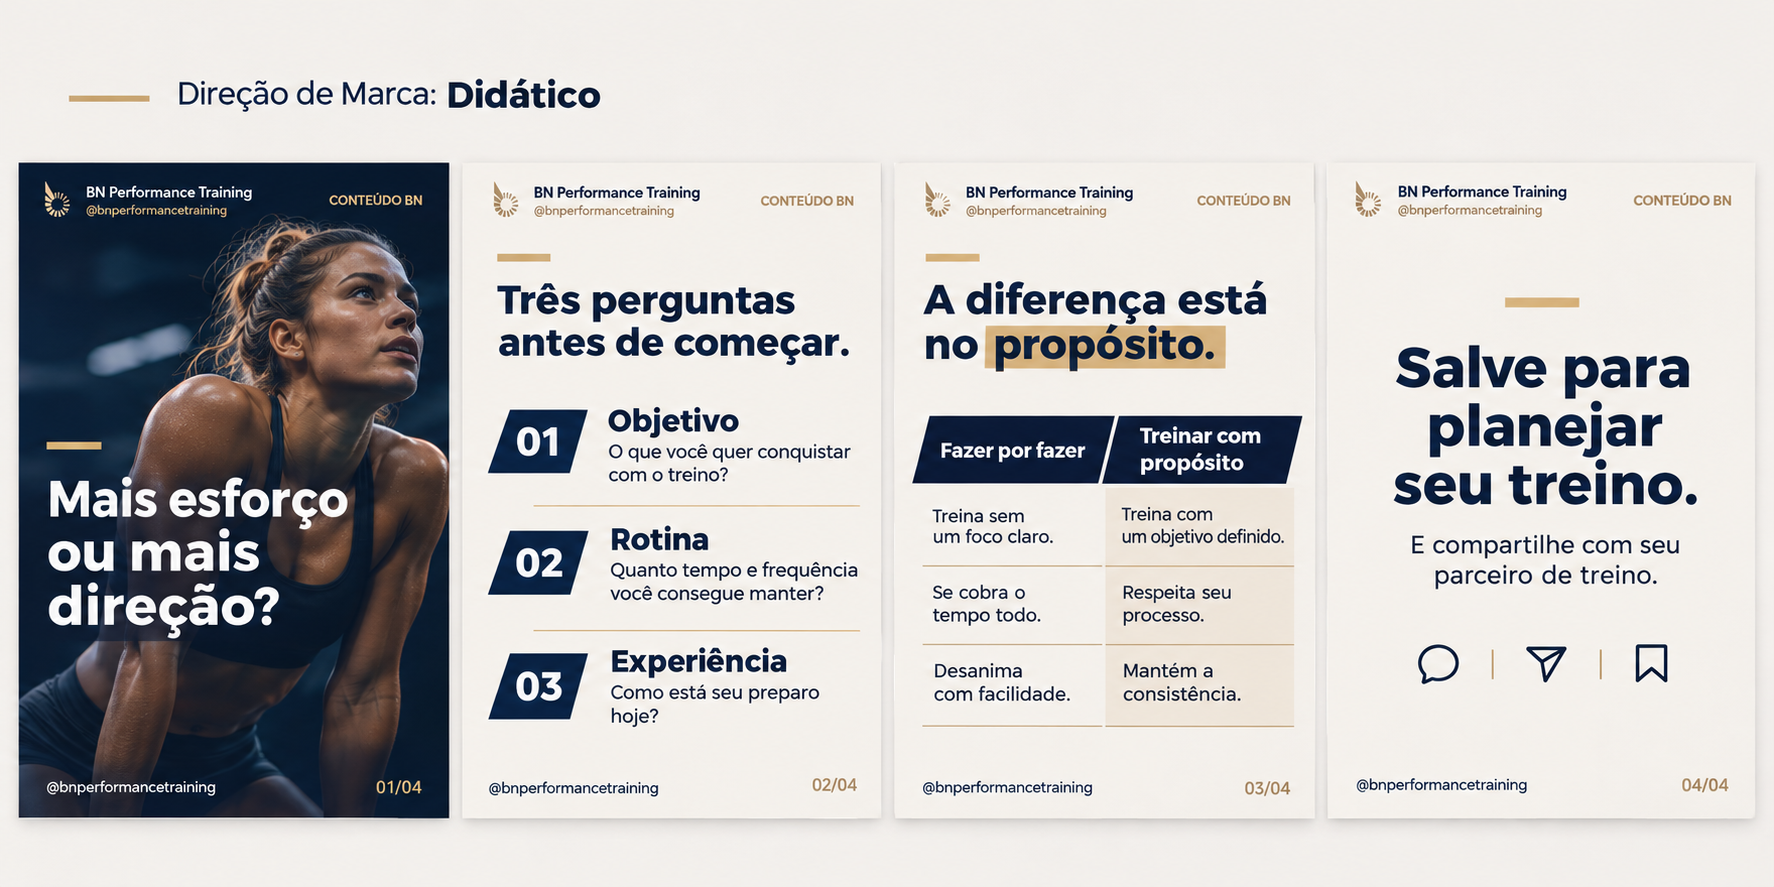 Direção de Marca: Didático
BN Performance Training
@bnperformancetraining
CONTEÚDO BN
Mais esforço
ou mais
direção?
@bnperformancetraining
01/04
BN Performance Training
@bnperformancetraining
CONTEÚDO BN
Três perguntas
antes de começar.
01
Objetivo
O que você quer conquistar
com o treino?
02
Rotina
Quanto tempo e frequência
você consegue manter?
03
Experiência
Como está seu preparo
hoje?
@bnperformancetraining
02/04
BN Performance Training
@bnperformancetraining
CONTEÚDO BN
A diferença está
no propósito.
Fazer por fazer
Treinar com
propósito
Treina sem
um foco claro.
Treina com
um objetivo definido.
Se cobra o
tempo todo.
Respeita seu
processo.
Desanima
com facilidade.
Mantém a
consistência.
@bnperformancetraining
03/04
BN Performance Training
@bnperformancetraining
CONTEÚDO BN
Salve para
planejar
seu treino.
E compartilhe com seu
parceiro de treino.
@bnperformancetraining
04/04